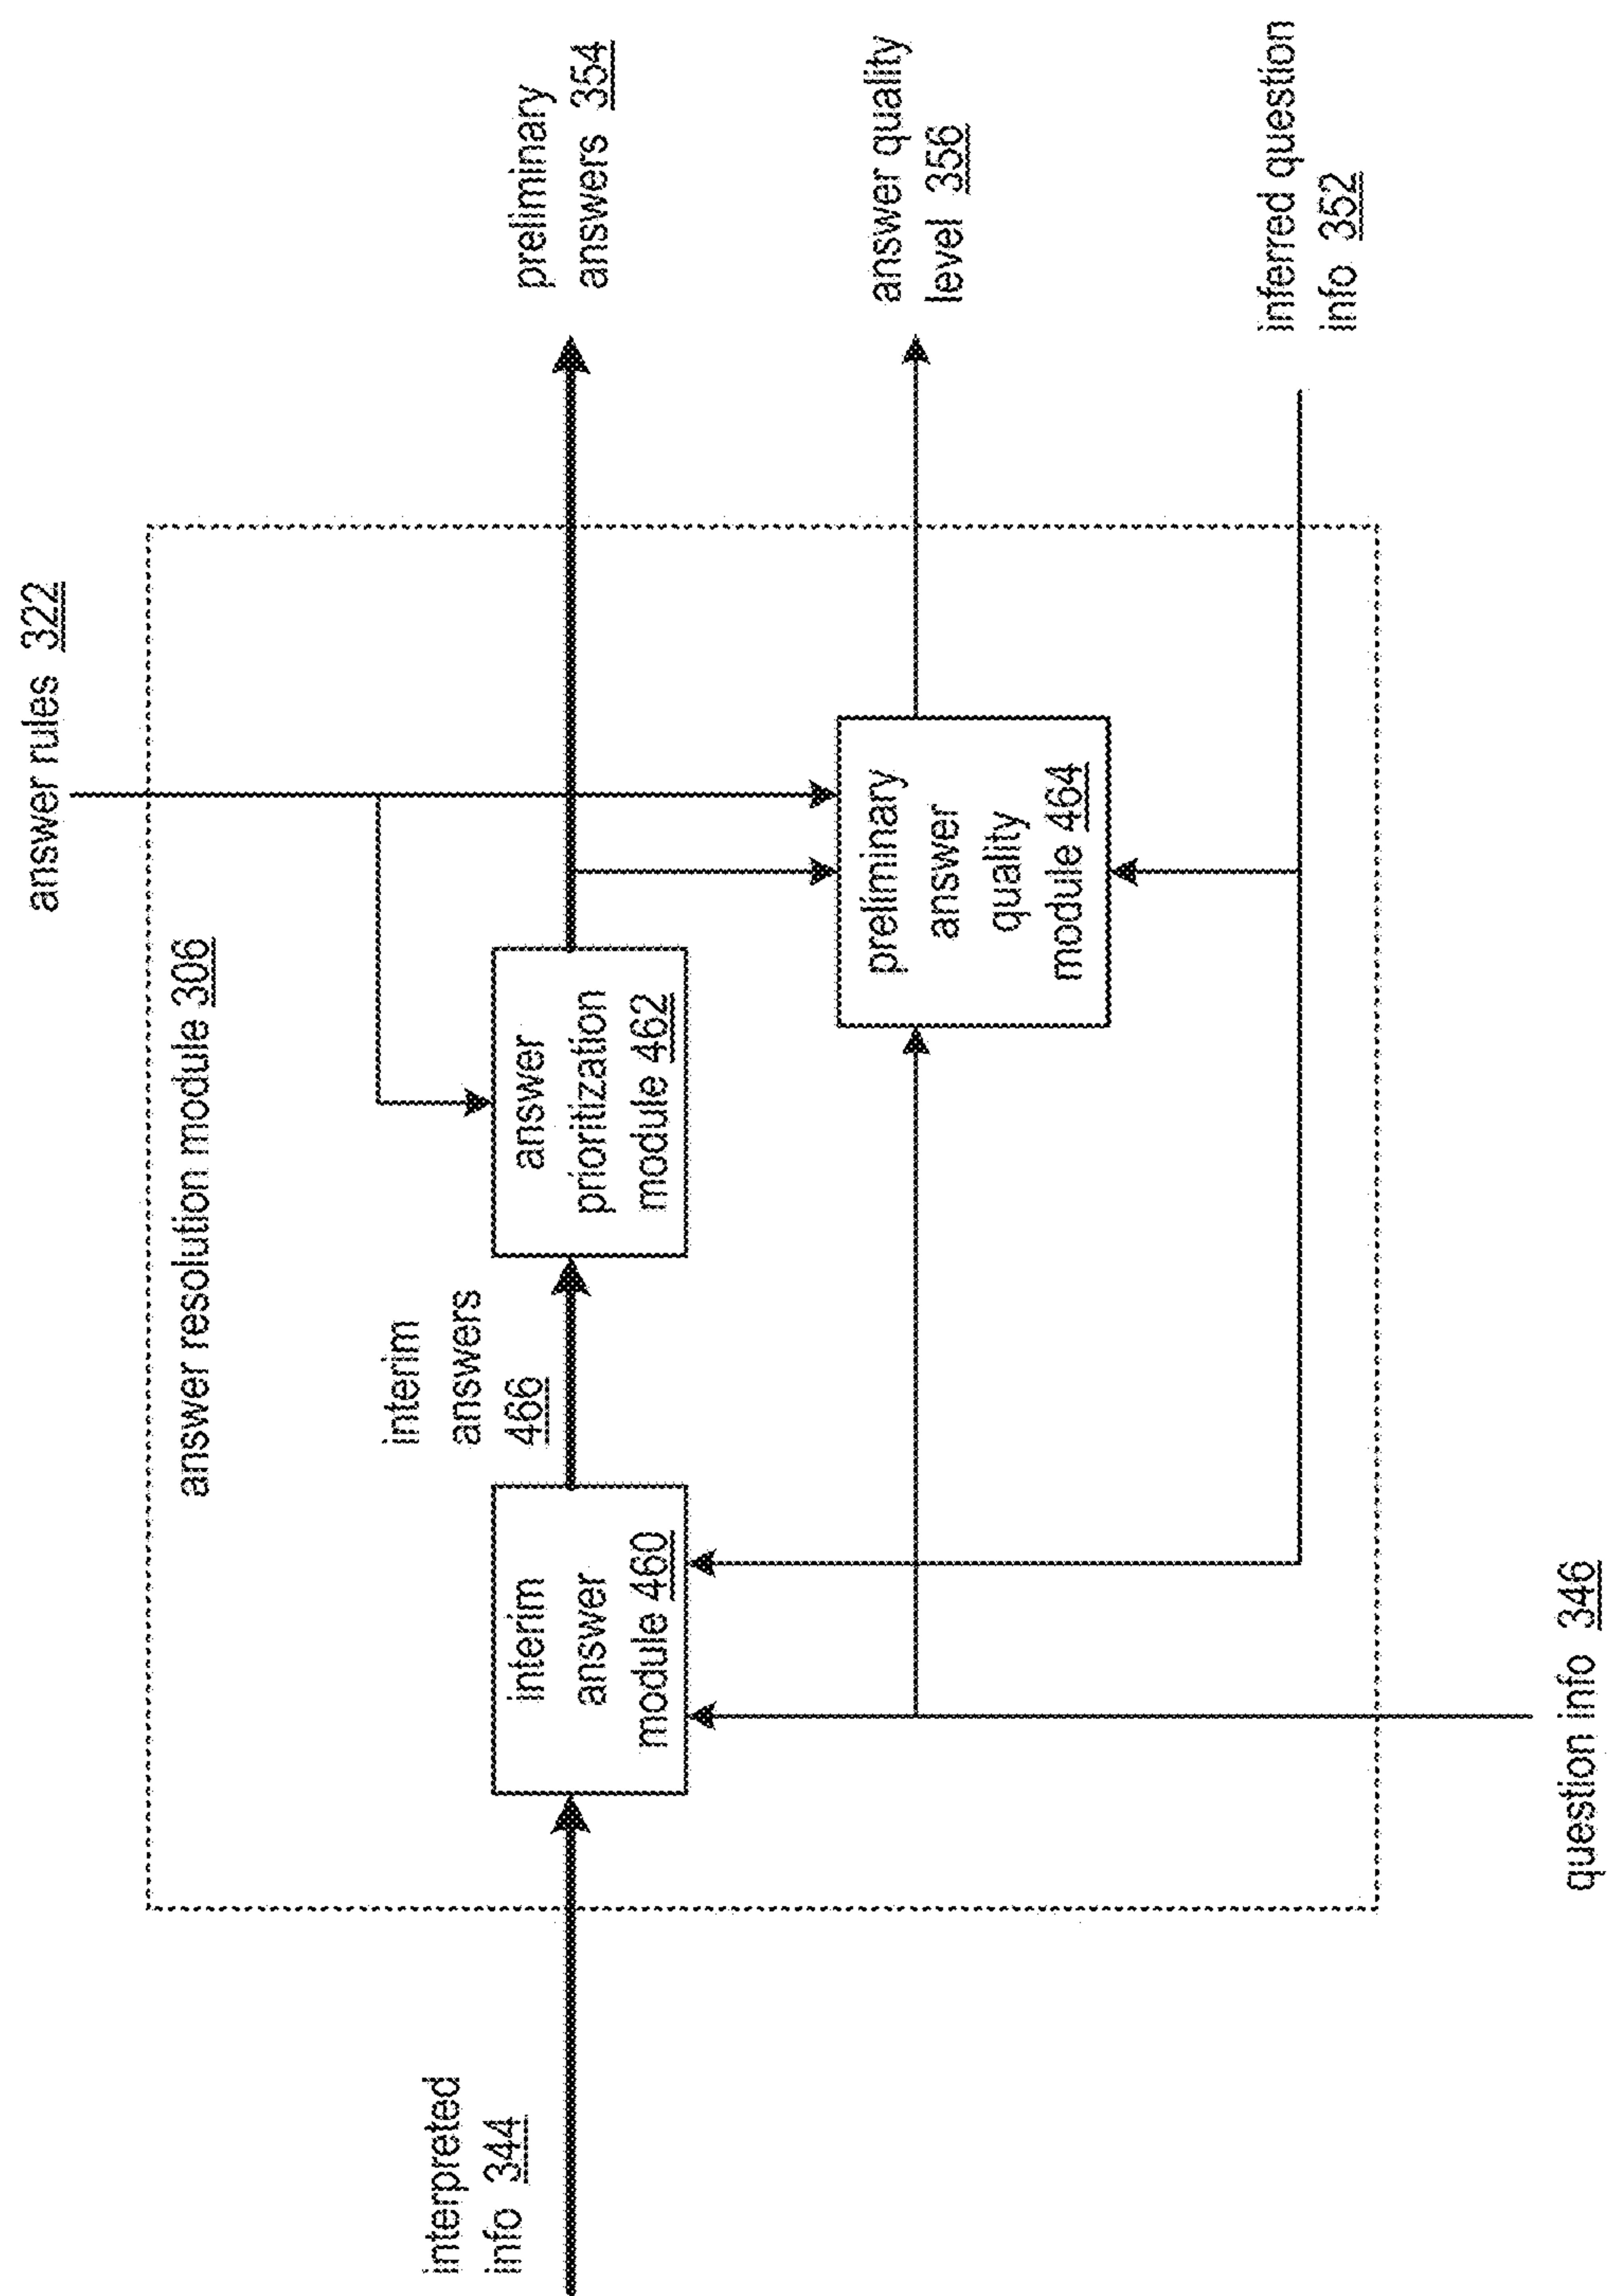 answer rules 322
answer resolution module 306
interpreted
info 344
interim
answer
module 460
interim
answers
466
answer
prioritization
module 462
preliminary
answers 354
preliminary
answer
quality
module 464
answer quality
level 356
inferred question
info 352
question info 346